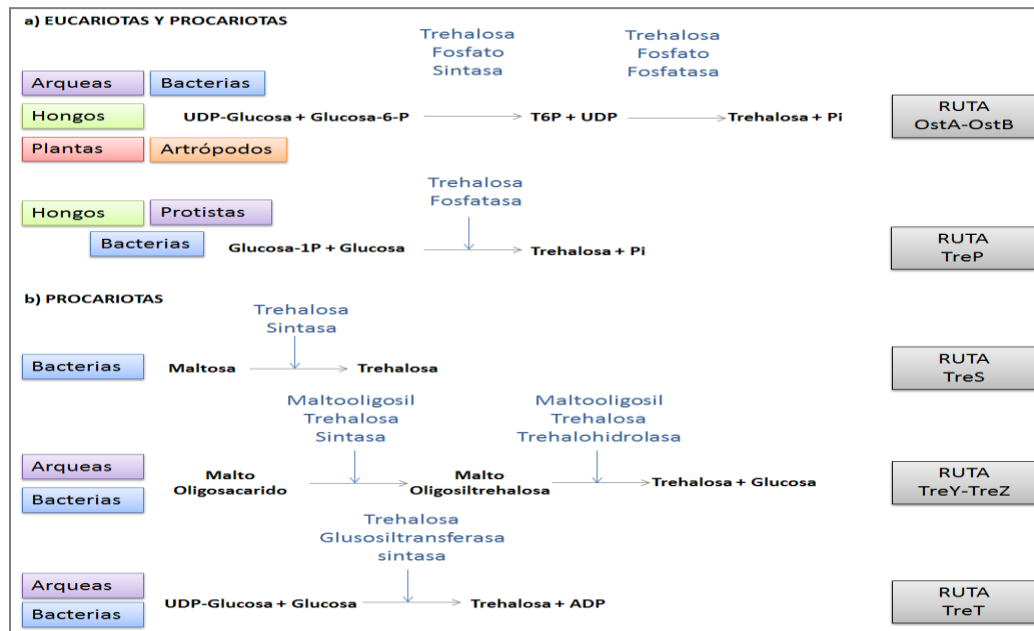 a) EUCARIOTAS Y PROCARIOTAS
Trehalosa
Fosfato
Sintasa
Trehalosa
Fosfato
Fosfatasa
Arqueas
Bacterias
Hongos
Plantas
Artrópodos
UDP-Glucosa + Glucosa-6-P
T6P + UDP
Trehalosa + Pi
RUTA
OstA-OstB
Trehalosa
Fosfatasa
Hongos
Protistas
Bacterias
Glucosa-1P + Glucosa
Trehalosa + Pi
RUTA
TreP
b) PROCARIOTAS
Trehalosa
Sintasa
Bacterias
Maltosa
Trehalosa
RUTA
TreS
Maltooligosil
Trehalosa
Sintasa
Maltooligosil
Trehalosa
Trehalohidrolasa
Arqueas
Bacterias
Malto
Oligosacarido
Malto
Oligosiltrehalosa
Trehalosa + Glucosa
RUTA
TreY-TreZ
Trehalosa
Glusosiltransferasa
sintasa
Arqueas
Bacterias
UDP-Glucosa + Glucosa
Trehalosa + ADP
RUTA
TreT